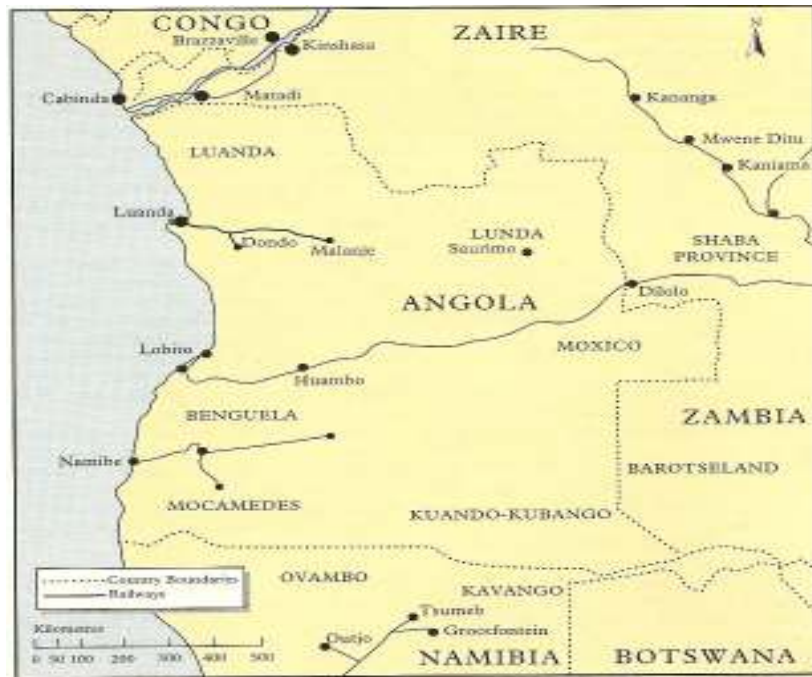 CONGO
Brazzaville
Kinshasa
ZAIRE
N
Cabinda
Matadi
Kananga
Mwene Ditu
Kaniama
LUANDA
Luanda
Dondo
Malanje
LUNDA
Saurimo
SHABA
PROVINCE
ANGOLA
Dilolo
Lobito
MOXICO
Huambo
BENGUELA
ZAMBIA
Namibe
BAROTSELAND
MOCAMEDES
KUANDO-KUBANGO
Country Boundaries
Railways
OVAMBO
KAVANGO
Tsumeb
Kilometres
Outjo
Grootfontein
0 50 100 200 300 400 500
NAMIBIA
BOTSWANA